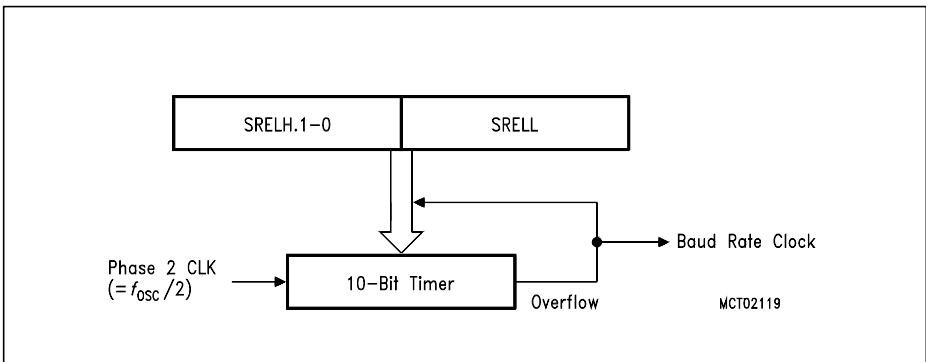 SRELH.1-0
SRELL
Baud Rate Clock
Phase 2 CLK
(= fOSC /2)
10-Bit Timer
Overflow
MCT02119